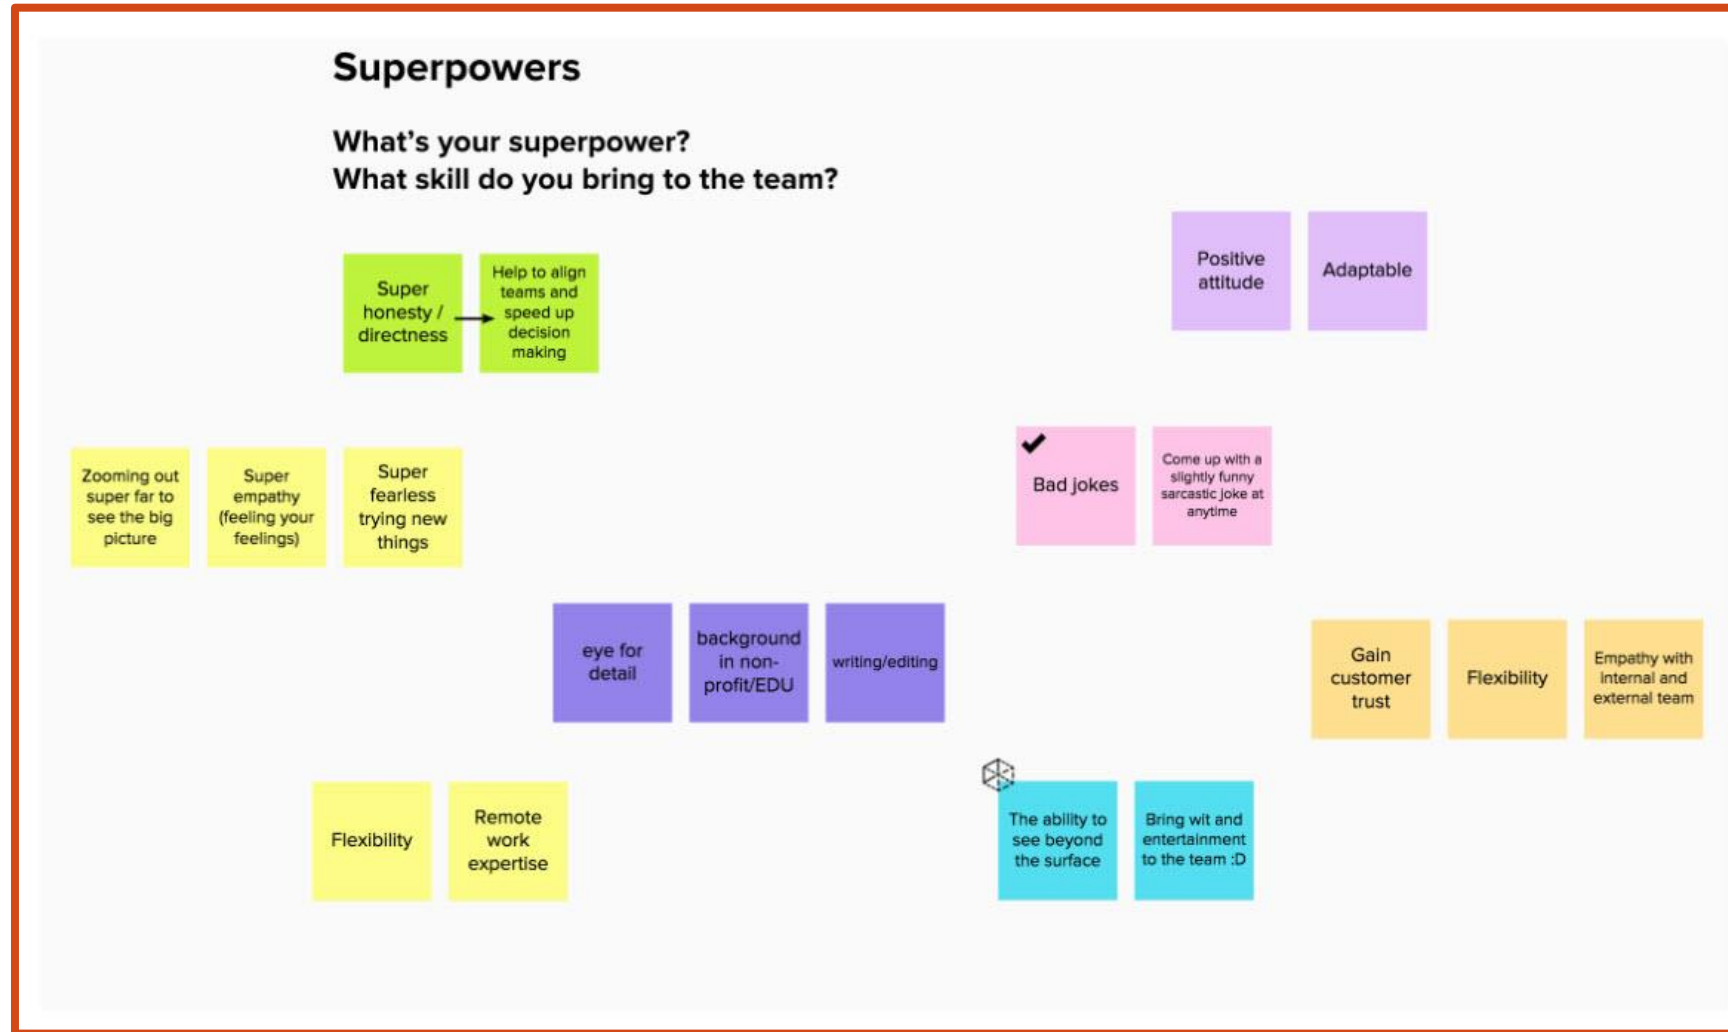 Superpowers
What's your superpower?
What skill do you bring to the team?
Positive
attitude
Adaptable
Super
honesty /
directness
Help to align
teams and
speed up
decision
making
Bad jokes
Come up with a
slightly funny
sarcastic joke at
anytime
Zooming out
super far to
see the big
picture
Super
empathy
(feeling your
feelings)
Super
fearless
trying new
things
eye for
detail
background
in non-
profit/EDU
writing/editing
Gain
customer
trust
Flexibility
Empathy with
internal and
external team
Flexibility
Remote
work
expertise
The ability to
see beyond
the surface
Bring wit and
entertainment
to the team :D